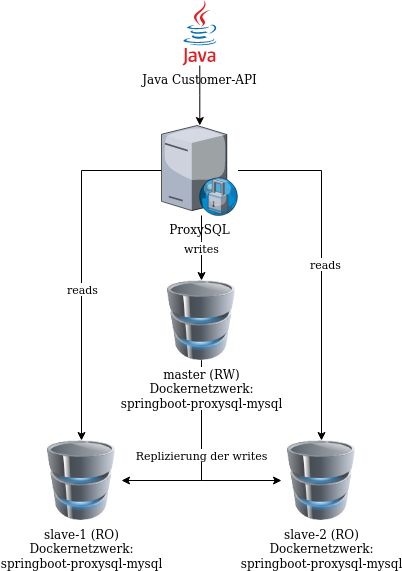 Java
Java Customer-API
ProxySQL
writes
reads
reads
master (RW)
Dockernetzwerk:
springboot-proxysql-mysql
Replizierung der writes
slave-1 (RO)
Dockernetzwerk:
springboot-proxysql-mysql
slave-2 (RO)
Dockernetzwerk:
springboot-proxysql-mysql